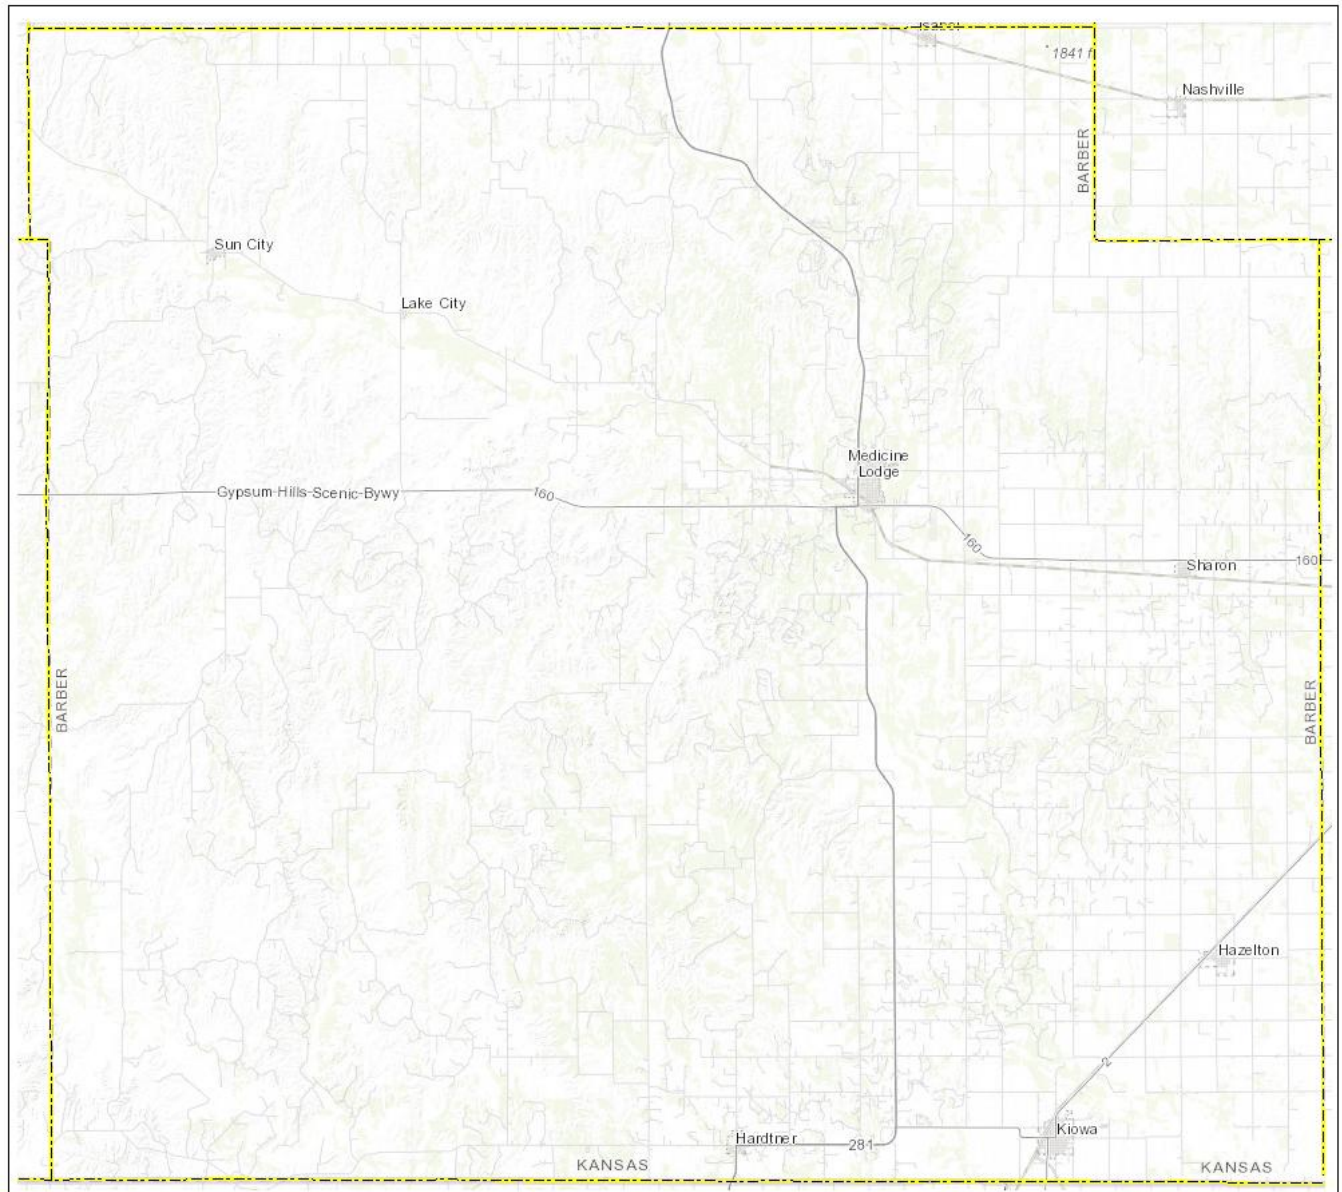 Isabel
1841 f
Nashville
BARBER
Sun City
Lake City
Medicine
Lodge
Gypsum-Hills-Scenic-Bywy
160
160
160
Sharon
BARBER
BARBER
Hazelton
2
Kiowa
Hardtner
281
KANSAS
KANSAS